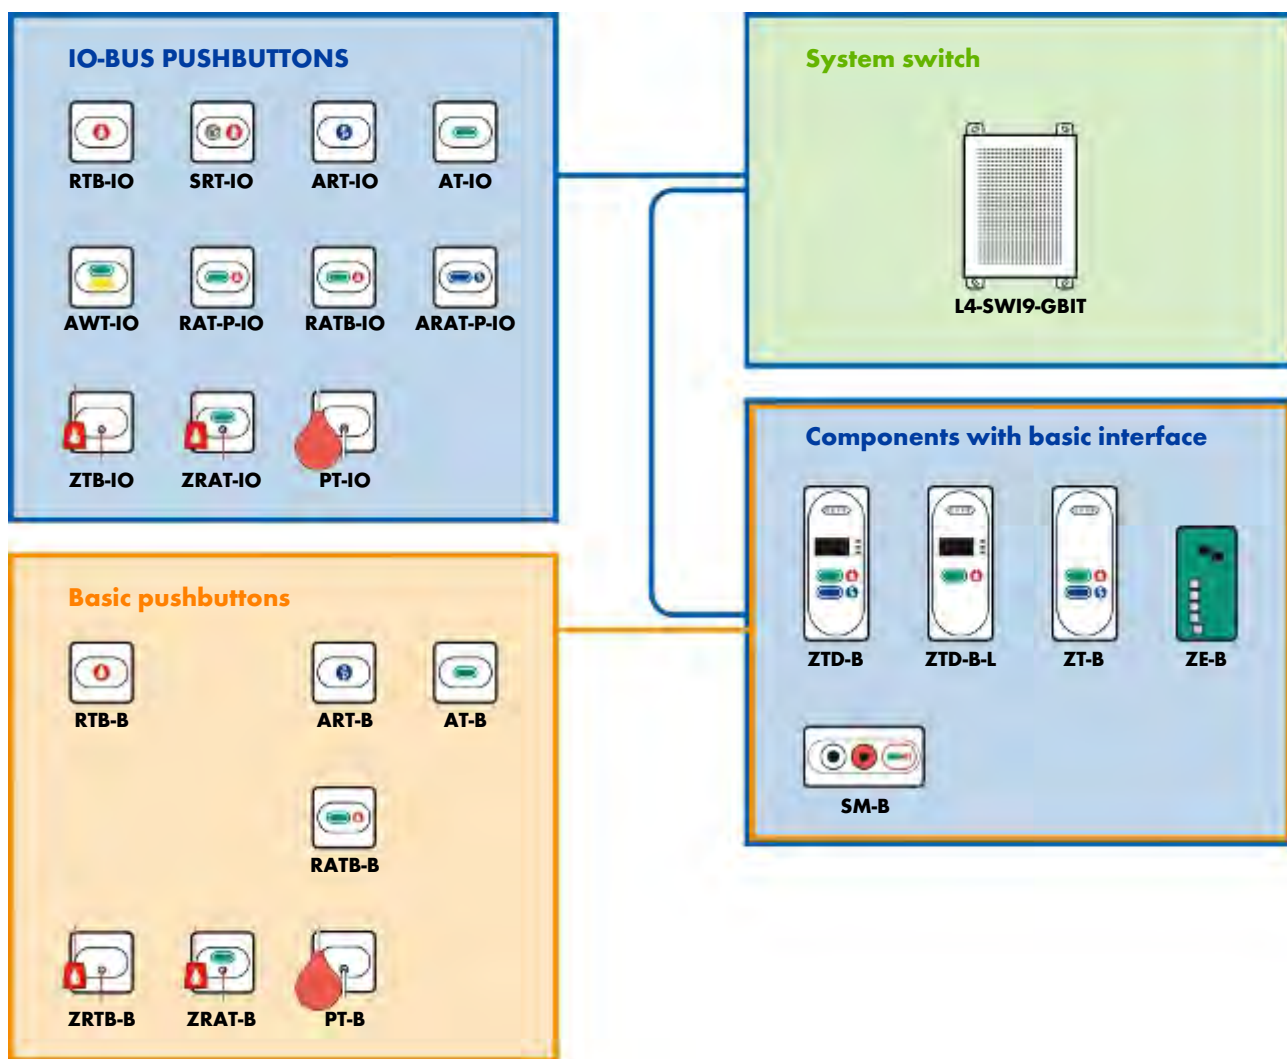 IO-BUS PUSHBUTTONS
RTB-IO
SRT-IO
ART-IO
AT-IO
AWT-IO
RAT-P-IO
RATB-IO
ARAT-P-IO
ZTB-IO
ZRAT-IO
PT-IO
System switch
L4-SWI9-GBIT
Components with basic interface
ZTD-B
ZTD-B-L
ZT-B
ZE-B
SM-B
Basic pushbuttons
RTB-B
ART-B
AT-B
RATB-B
ZRTB-B
ZRAT-B
PT-B